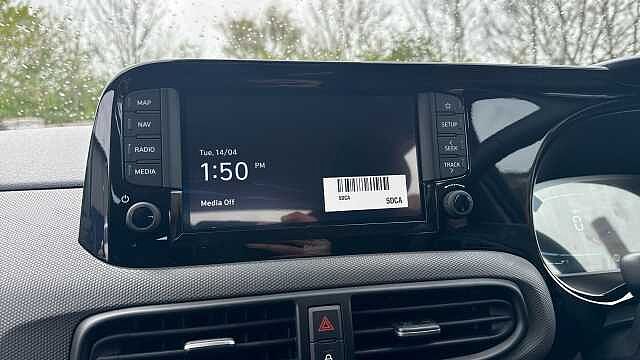 MAP
NAV
RADIO
MEDIA
Tue, 14/04
1:50 PM
Media Off
SDCA
SDCA
SETUP
SEEK
TRACK